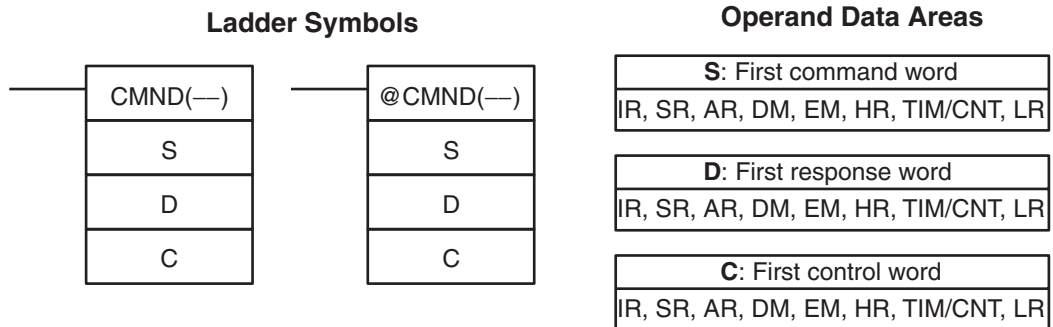 Ladder Symbols
CMND(––)
S
D
C
@CMND(––)
S
D
C
Operand Data Areas
S: First command word
IR, SR, AR, DM, EM, HR, TIM/CNT, LR
D: First response word
IR, SR, AR, DM, EM, HR, TIM/CNT, LR
C: First control word
IR, SR, AR, DM, EM, HR, TIM/CNT, LR